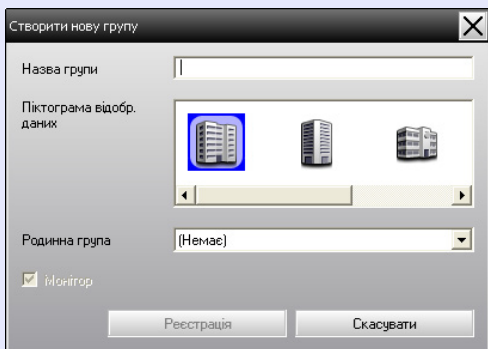 Створити нову групу
Назва групи
Піктограма відобр.
даних
Родинна група
(Немає)
Монітор
Реєстрація
Скасувати